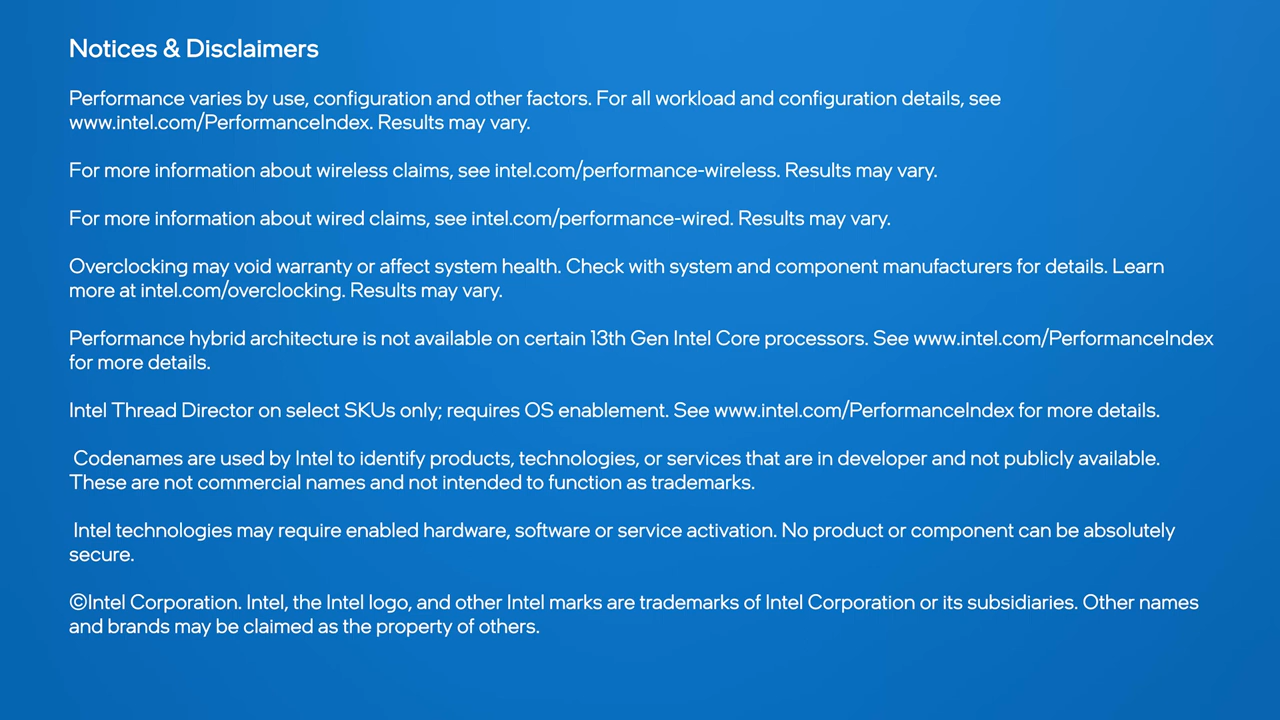 Notices & Disclaimers
Performance varies by use, configuration and other factors. For all workload and configuration details, see
www.intel.com/PerformanceIndex. Results may vary.
For more information about wireless claims, see intel.com/performance-wireless. Results may vary.
For more information about wired claims, see intel.com/performance-wired. Results may vary.
Overclocking may void warranty or affect system health. Check with system and component manufacturers for details. Learn
more at intel.com/overclocking. Results may vary.
Performance hybrid architecture is not available on certain 13th Gen Intel Core processors. See www.intel.com/PerformanceIndex
for more details.
Intel Thread Director on select SKUs only; requires OS enablement. See www.intel.com/PerformanceIndex for more details.
Codenames are used by Intel to identify products, technologies, or services that are in developer and not publicly available.
These are not commercial names and not intended to function as trademarks.
Intel technologies may require enabled hardware, software or service activation. No product or component can be absolutely
secure.
©Intel Corporation. Intel, the Intel logo, and other Intel marks are trademarks of Intel Corporation or its subsidiaries. Other names
and brands may be claimed as the property of others.